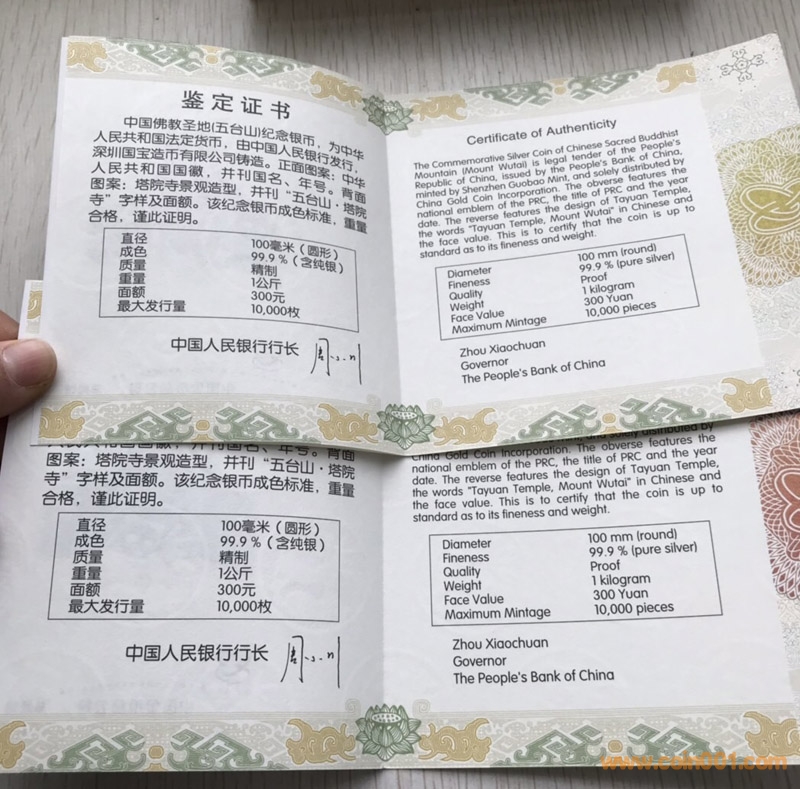 鉴定证书
中国佛教圣地(五台山)纪念银币，为中华
人民共和国法定货币，由中国人民银行发行，
深圳国宝造币有限公司铸造。正面图案：中华
人民共和国国徽，并刊国名、年号。背面
图案：塔院寺景观造型，并刊“五台山·塔院
寺”字样及面额。该纪念银币成色标准，重量
合格，谨此证明。
直径 100毫米（圆形）
成色 99.9％（含纯银）
质量 精制
重量 1公斤
面额 300元
最大发行量 10,000枚
中国人民银行行长
Certificate of Authenticity
The Commemorative Silver Coin of Chinese Sacred Buddhist
Mountain (Mount Wutai) is legal tender of the People's
Republic of China, issued by the People's Bank of China,
minted by Shenzhen Guobao Mint, and solely distributed by
China Gold Coin Incorporation. The obverse features the
national emblem of the PRC, the title of PRC and the year
date. The reverse features the design of Tayuan Temple,
the words "Tayuan Temple, Mount Wutai" in Chinese and
the face value. This is to certify that the coin is up to
standard as to its fineness and weight.
Diameter 100 mm (round)
Fineness 99.9 % (pure silver)
Quality Proof
Weight 1 kilogram
Face Value 300 Yuan
Maximum Mintage 10,000 pieces
Zhou Xiaochuan
Governor
The People's Bank of China
人民共和国国徽，并刊国名、年号。背面
图案：塔院寺景观造型，并刊“五台山·塔院
寺”字样及面额。该纪念银币成色标准，重量
合格，谨此证明。
直径 100毫米（圆形）
成色 99.9％（含纯银）
质量 精制
重量 1公斤
面额 300元
最大发行量 10,000枚
中国人民银行行长
China Gold Coin Incorporation. The obverse features the
national emblem of the PRC, the title of PRC and the year
date. The reverse features the design of Tayuan Temple,
the words "Tayuan Temple, Mount Wutai" in Chinese and
the face value. This is to certify that the coin is up to
standard as to its fineness and weight.
Diameter 100 mm (round)
Fineness 99.9 % (pure silver)
Quality Proof
Weight 1 kilogram
Face Value 300 Yuan
Maximum Mintage 10,000 pieces
Zhou Xiaochuan
Governor
The People's Bank of China